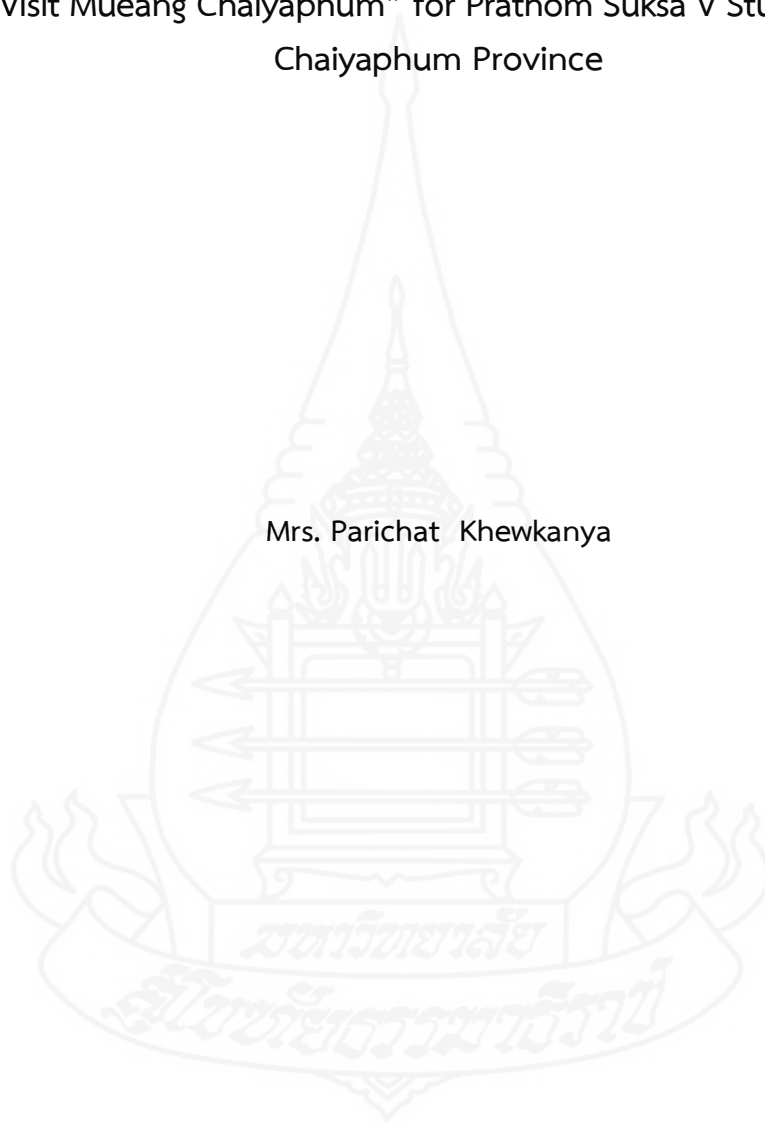 Visit Mueang Chaiyaphum" for Prathom Suksa V Stu
Chaiyaphum Province
Mrs. Parichat Khewkanya
มหาวิทยาลัย
สุโขทัยธรรมาธิราช